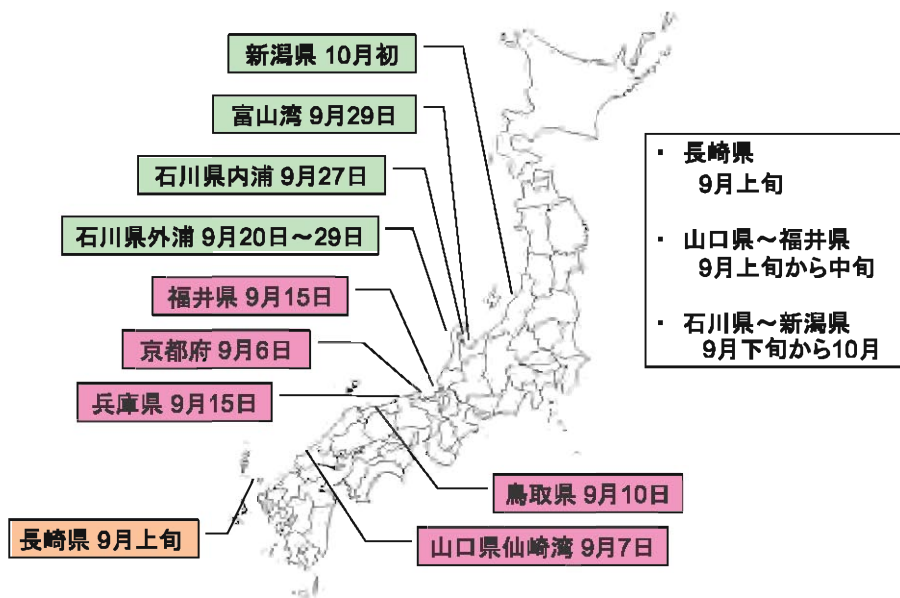 新潟県 10月初
富山湾 9月29日
石川県内浦 9月27日
石川県外浦 9月20日～29日
福井県 9月15日
京都府 9月6日
兵庫県 9月15日
鳥取県 9月10日
長崎県 9月上旬
山口県仙崎湾 9月7日
・ 長崎県
9月上旬
・ 山口県～福井県
9月上旬から中旬
・ 石川県～新潟県
9月下旬から10月